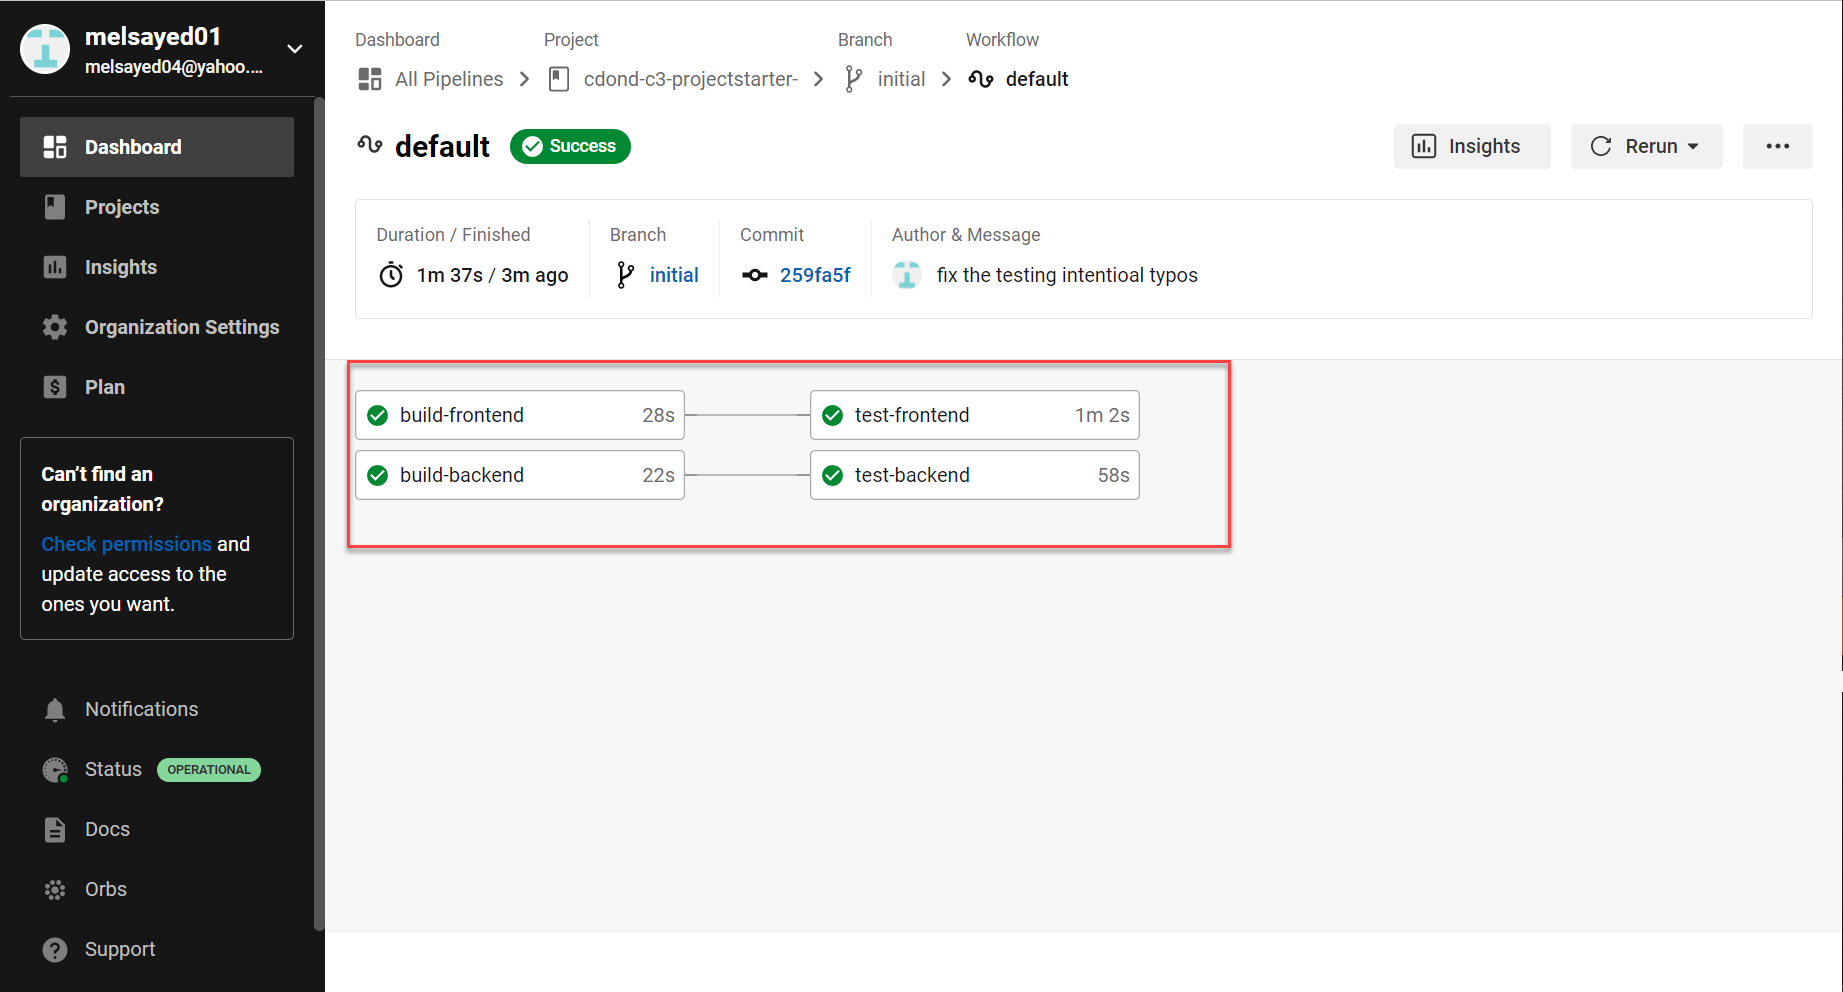 melsayed01
melsayed04@yahoo....
Dashboard
Projects
Insights
Organization Settings
Plan
Can't find an
organization?
Check permissions and
update access to the
ones you want.
Notifications
Status OPERATIONAL
Docs
Orbs
Support
Dashboard Project Branch Workflow
All Pipelines cdond-c3-projectstarter- initial default
default Success
Insights Rerun
Duration / Finished Branch Commit Author & Message
1m 37s / 3m ago initial 259fa5f fix the testing intentioal typos
build-frontend 28s test-frontend 1m 2s
build-backend 22s test-backend 58s